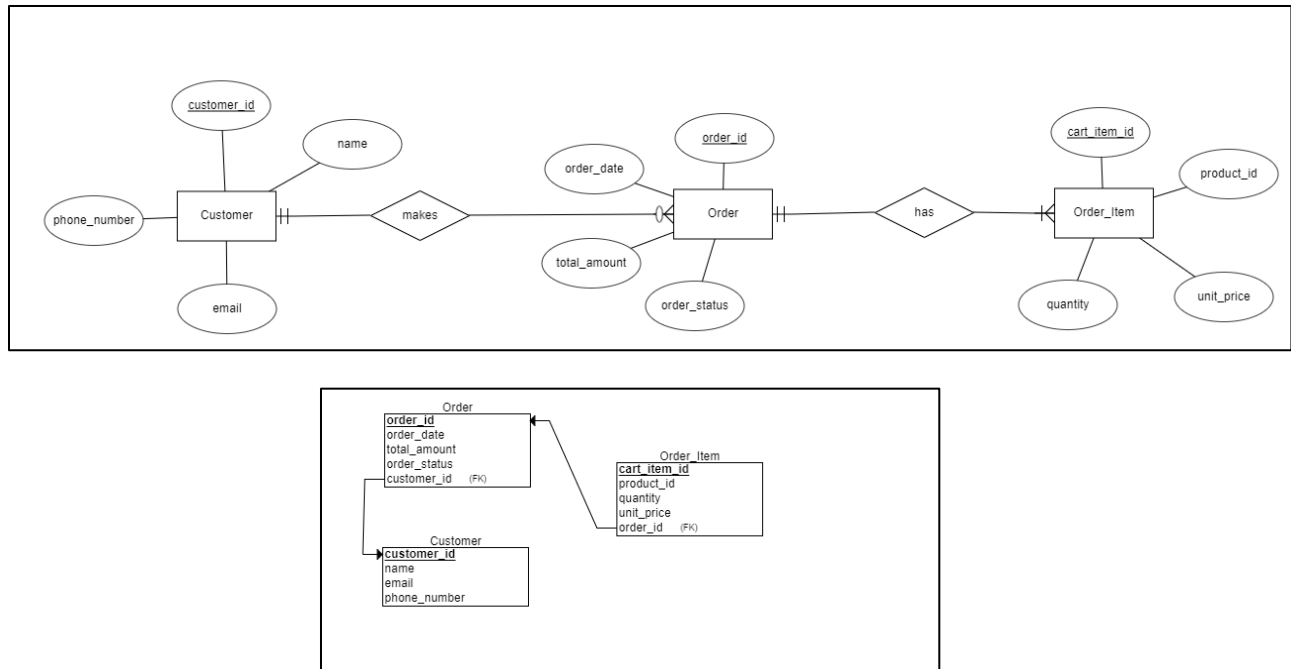 customer_id
name
phone_number
Customer
email
makes
order_id
order_date
Order
total_amount
order_status
has
cart_item_id
product_id
Order_Item
quantity
unit_price
Order
order_id
order_date
total_amount
order_status
customer_id (FK)
Order_Item
cart_item_id
product_id
quantity
unit_price
order_id (FK)
Customer
customer_id
name
email
phone_number